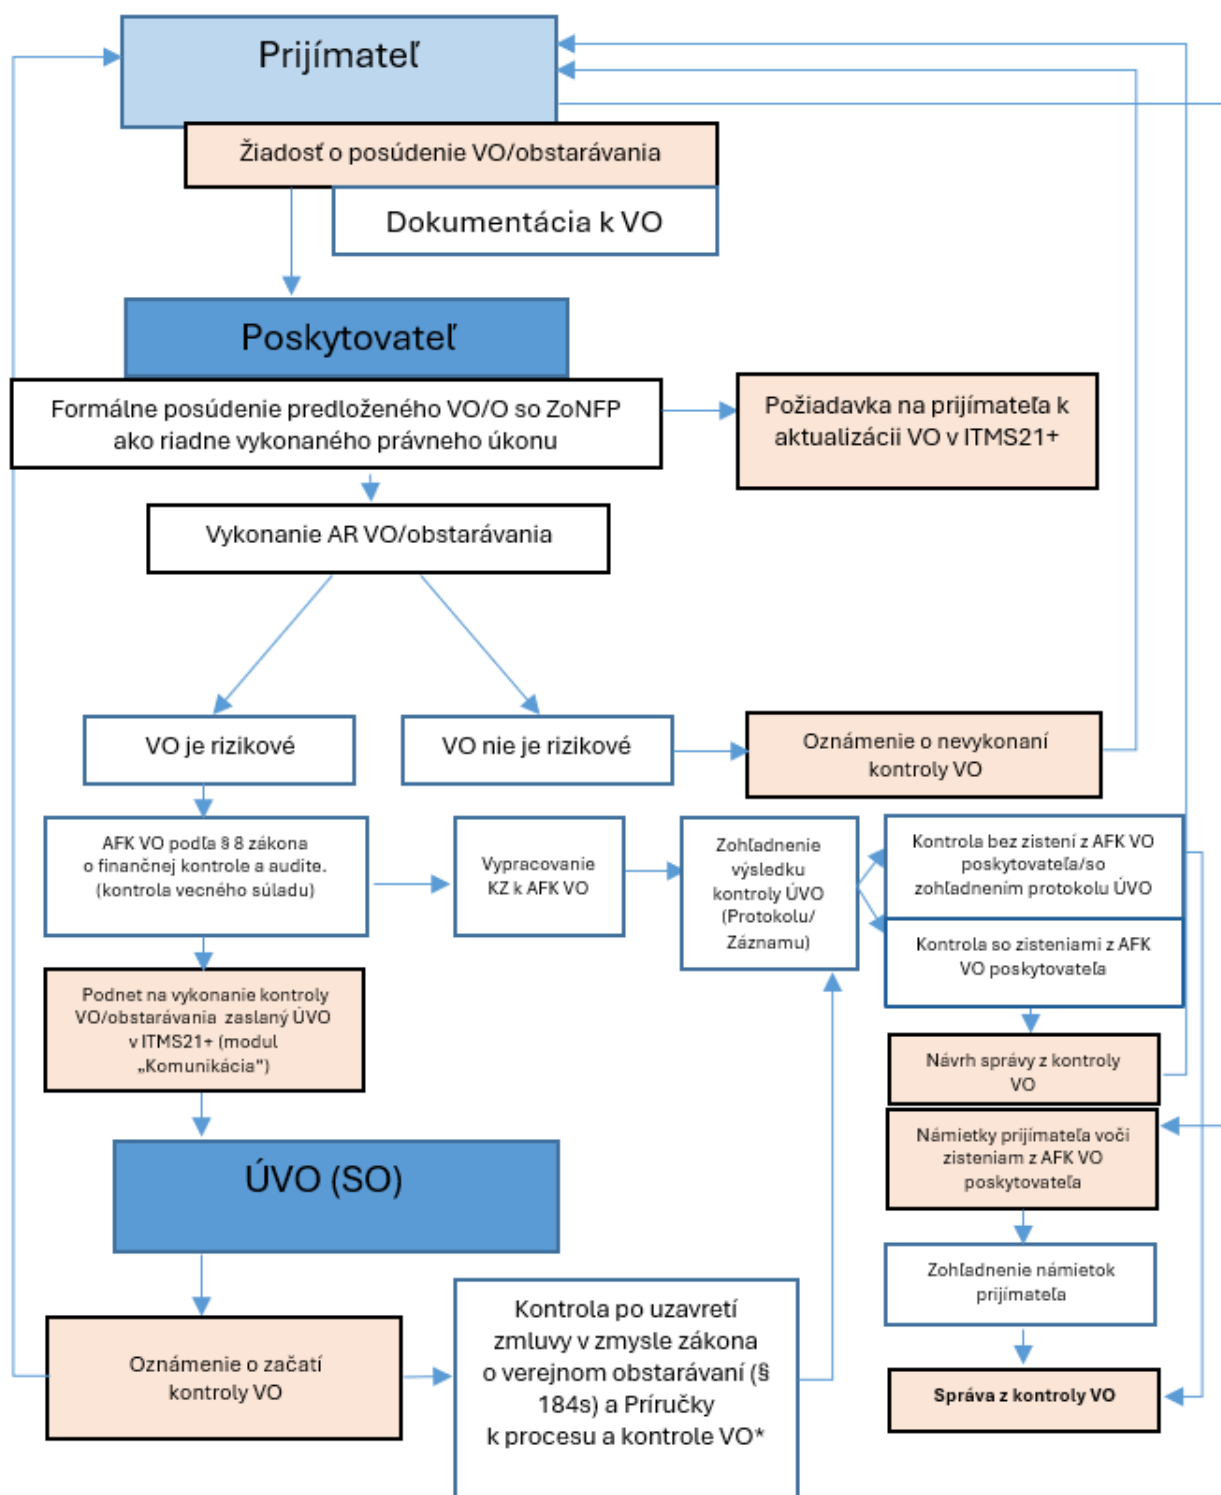 Prijímateľ
Žiadosť o posúdenie VO/obstarávania
Dokumentácia k VO
Poskytovateľ
Formálne posúdenie predloženého VO/O so ZoNFP
ako riadne vykonaného právneho úkonu
Požiadavka na prijímateľa k
aktualizácii VO v ITMS21+
Vykonanie AR VO/obstarávania
VO je rizikové
VO nie je rizikové
Oznámenie o nevykonaní
kontroly VO
AFK VO podľa § 8 zákona
o finančnej kontrole a audite.
(kontrola vecného súladu)
Vypracovanie
KZ k AFK VO
Zohľadnenie
výsledku
kontroly ÚVO
(Protokolu/
Záznamu)
Kontrola bez zistení z AFK VO
poskytovateľa/so
zohľadnením protokolu ÚVO
Kontrola so zisteniami z AFK
VO poskytovateľa
Podnet na vykonanie kontroly
VO/obstarávania zaslaný ÚVO
v ITMS21+ (modul
„Komunikácia“)
Návrh správy z kontroly
VO
Námietky prijímateľa voči
zisteniam z AFK VO
poskytovateľa
ÚVO (SO)
Zohľadnenie námietok
prijímateľa
Oznámenie o začatí
kontroly VO
Kontrola po uzavretí
zmluvy v zmysle zákona
o verejnom obstarávaní (§
184s) a Príručky
k procesu a kontrole VO*
Správa z kontroly VO